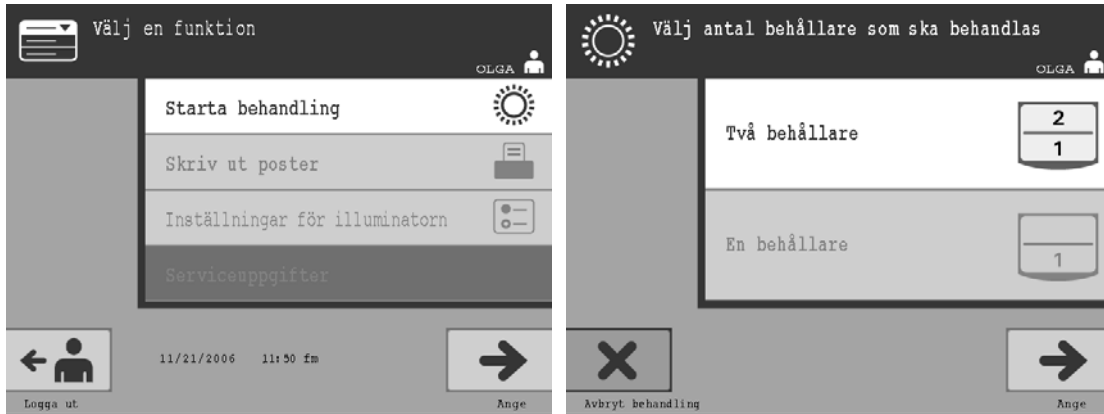 Välj en funktion
OLGA
Starta behandling
Skriv ut poster
Inställningar för illuminatorn
Serviceuppgifter
11/21/2006 11:50 fm
Logga ut
Ange
Välj antal behållare som ska behandlas
OLGA
Två behållare
2
1
En behållare
1
Avbryt behandling
Ange